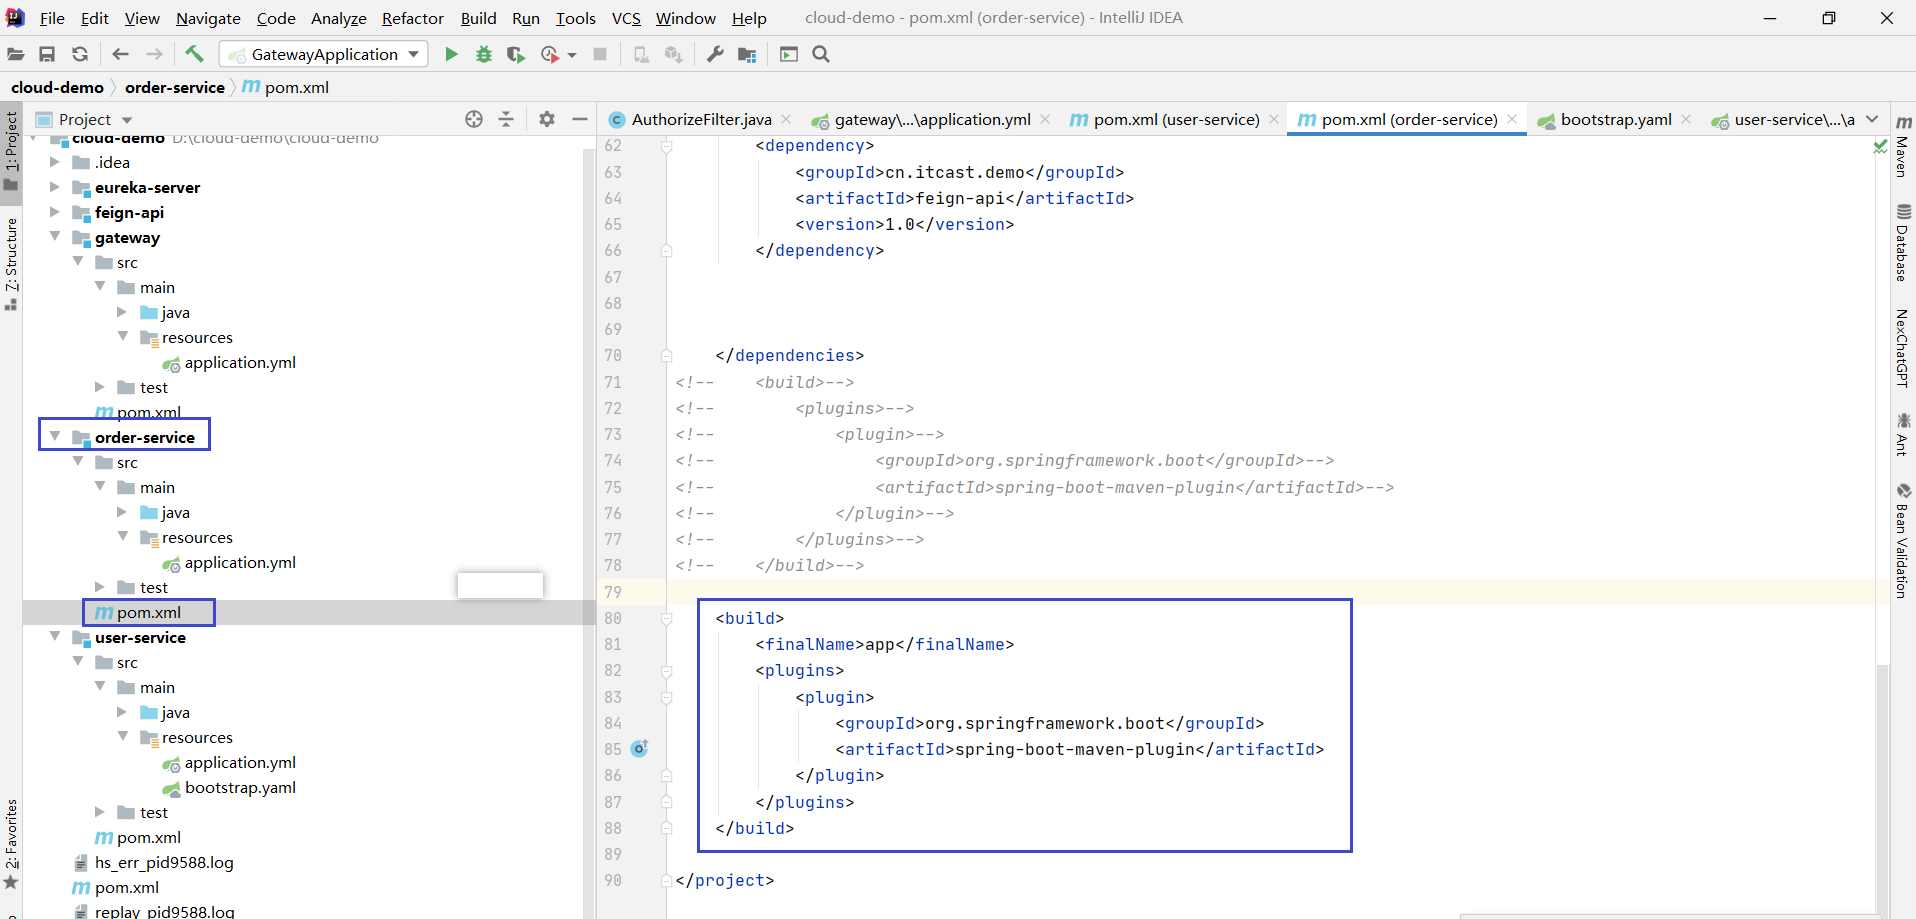 File Edit View Navigate Code Analyze Refactor Build Run Tools VCS Window Help cloud-demo - pom.xml (order-service) - IntelliJ IDEA
GatewayApplication
cloud-demo order-service pom.xml
Project
AuthorizeFilter.java gateway\...\application.yml pom.xml (user-service) pom.xml (order-service) bootstrap.yaml user-service\...\a
1: Project
7: Structure
2: Favorites
cloud-demo D:\cloud-demo\cloud-demo
.idea
eureka-server
feign-api
gateway
src
main
java
resources
application.yml
test
pom.xml
order-service
src
main
java
resources
application.yml
test
pom.xml
user-service
src
main
java
resources
application.yml
bootstrap.yaml
test
pom.xml
hs_err_pid9588.log
pom.xml
replay_pid9588.log
62 <dependency>
63 <groupId>cn.itcast.demo</groupId>
64 <artifactId>feign-api</artifactId>
65 <version>1.0</version>
66 </dependency>
67
68
69
70 </dependencies>
71 <!-- <build>-->
72 <!-- <plugins>-->
73 <!-- <plugin>-->
74 <!-- <groupId>org.springframework.boot</groupId>-->
75 <!-- <artifactId>spring-boot-maven-plugin</artifactId>-->
76 <!-- </plugin>-->
77 <!-- </plugins>-->
78 <!-- </build>-->
79
80 <build>
81 <finalName>app</finalName>
82 <plugins>
83 <plugin>
84 <groupId>org.springframework.boot</groupId>
85 <artifactId>spring-boot-maven-plugin</artifactId>
86 </plugin>
87 </plugins>
88 </build>
89
90 </project>
Maven
Database
NexChatGPT
Ant
Bean Validation